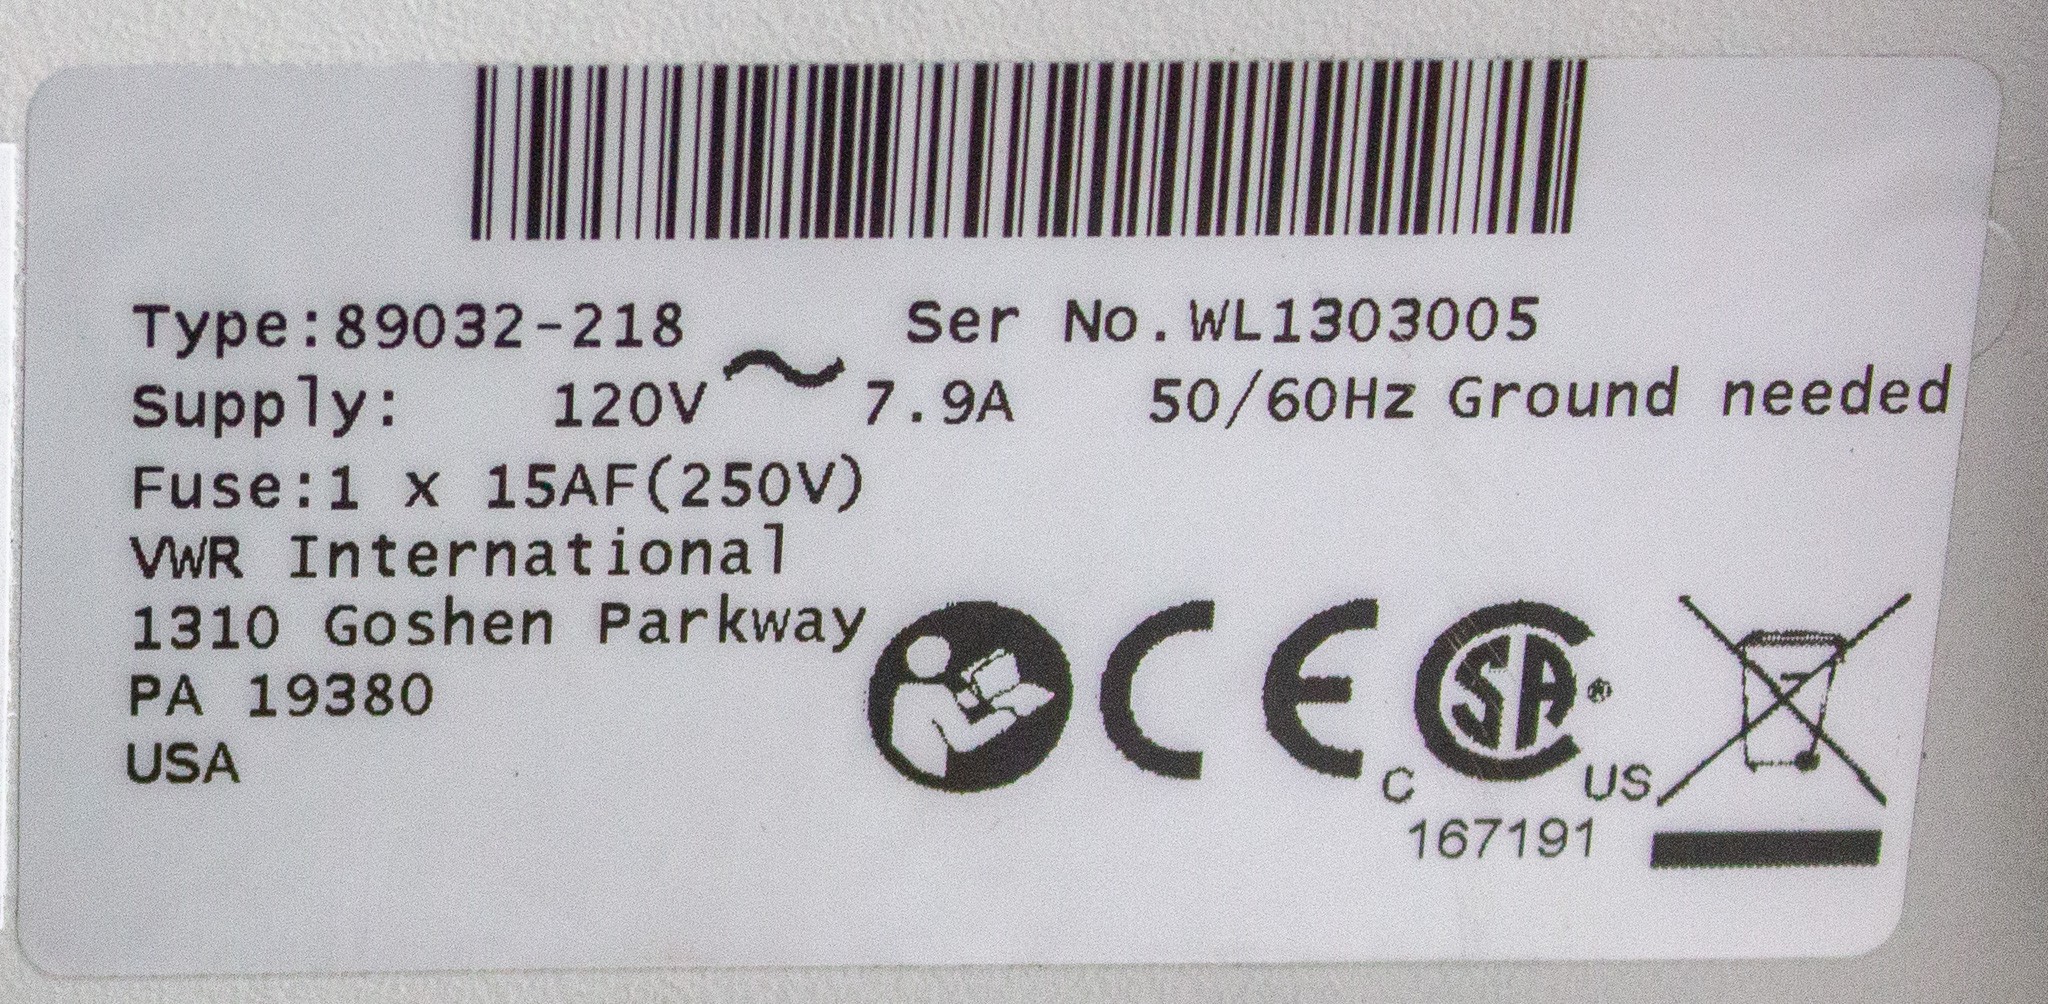 Type:89032-218 Ser No.WL1303005
Supply: 120V ~ 7.9A 50/60Hz Ground needed
Fuse:1 x 15AF(250V)
VWR International
1310 Goshen Parkway
PA 19380
USA
CE
C SA ® US
167191